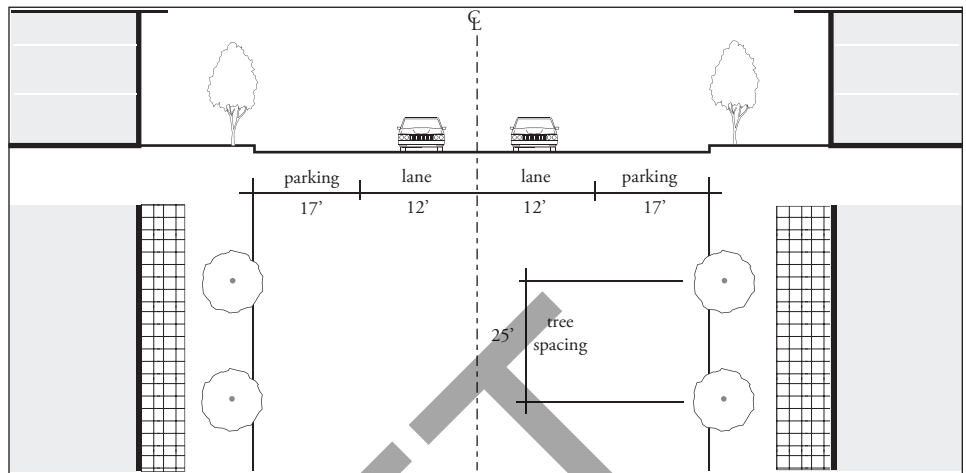 ℄
parking lane lane parking
17’ 12’ 12’ 17’
25’ tree
spacing